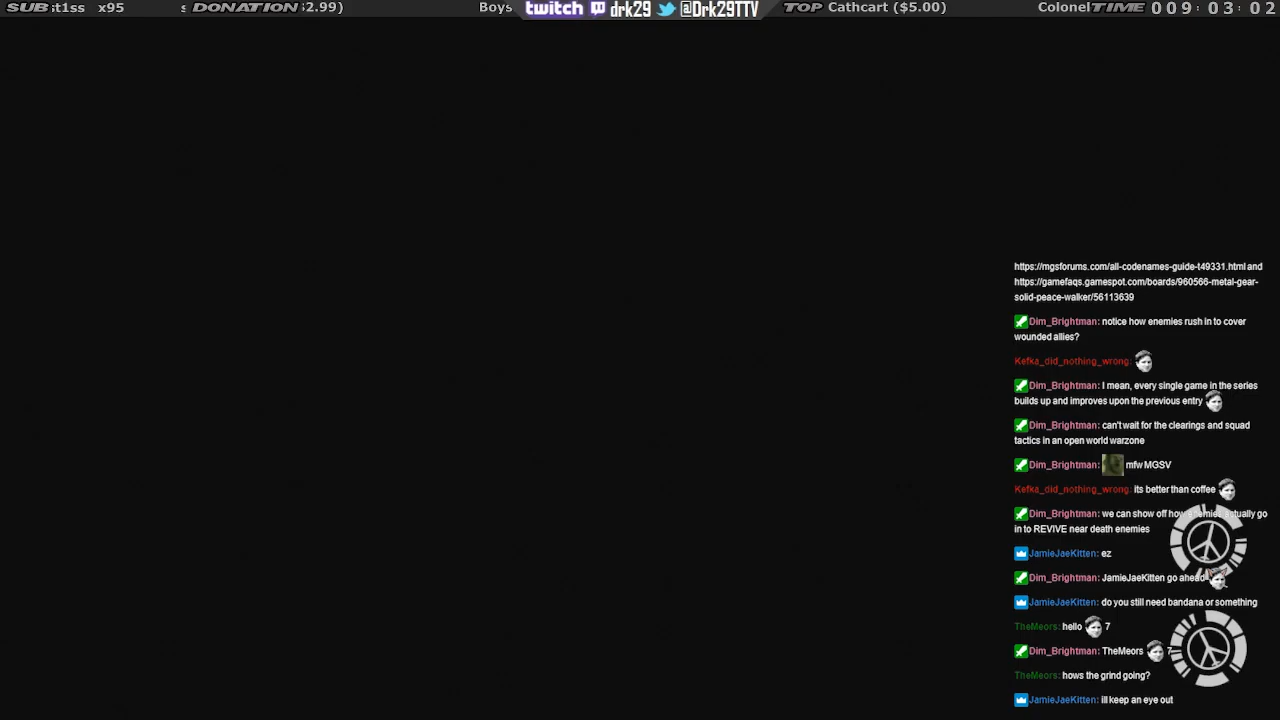 SUB st1ss x95 s DONATION $2.99) Boys twitch drk29 @Drk29TTV TOP Cathcart ($5.00) Colonel TIME 009:03:02
https://mgsforums.com/all-codenames-guide-t49331.html and
https://gamefaqs.gamespot.com/boards/960566-metal-gear-
solid-peace-walker/56113639
Dim_Brightman: notice how enemies rush in to cover
wounded allies?
Kefka_did_nothing_wrong:
Dim_Brightman: I mean, every single game in the series
builds up and improves upon the previous entry
Dim_Brightman: can't wait for the clearings and squad
tactics in an open world warzone
Dim_Brightman: mfw MGSV
Kefka_did_nothing_wrong: its better than coffee
Dim_Brightman: we can show off how enemies actually go
in to REVIVE near death enemies
JamieJaeKitten: ez
Dim_Brightman: JamieJaeKitten go ahead
JamieJaeKitten: do you still need bandana or something
TheMeors: hello 7
Dim_Brightman: TheMeors 7
TheMeors: hows the grind going?
JamieJaeKitten: ill keep an eye out